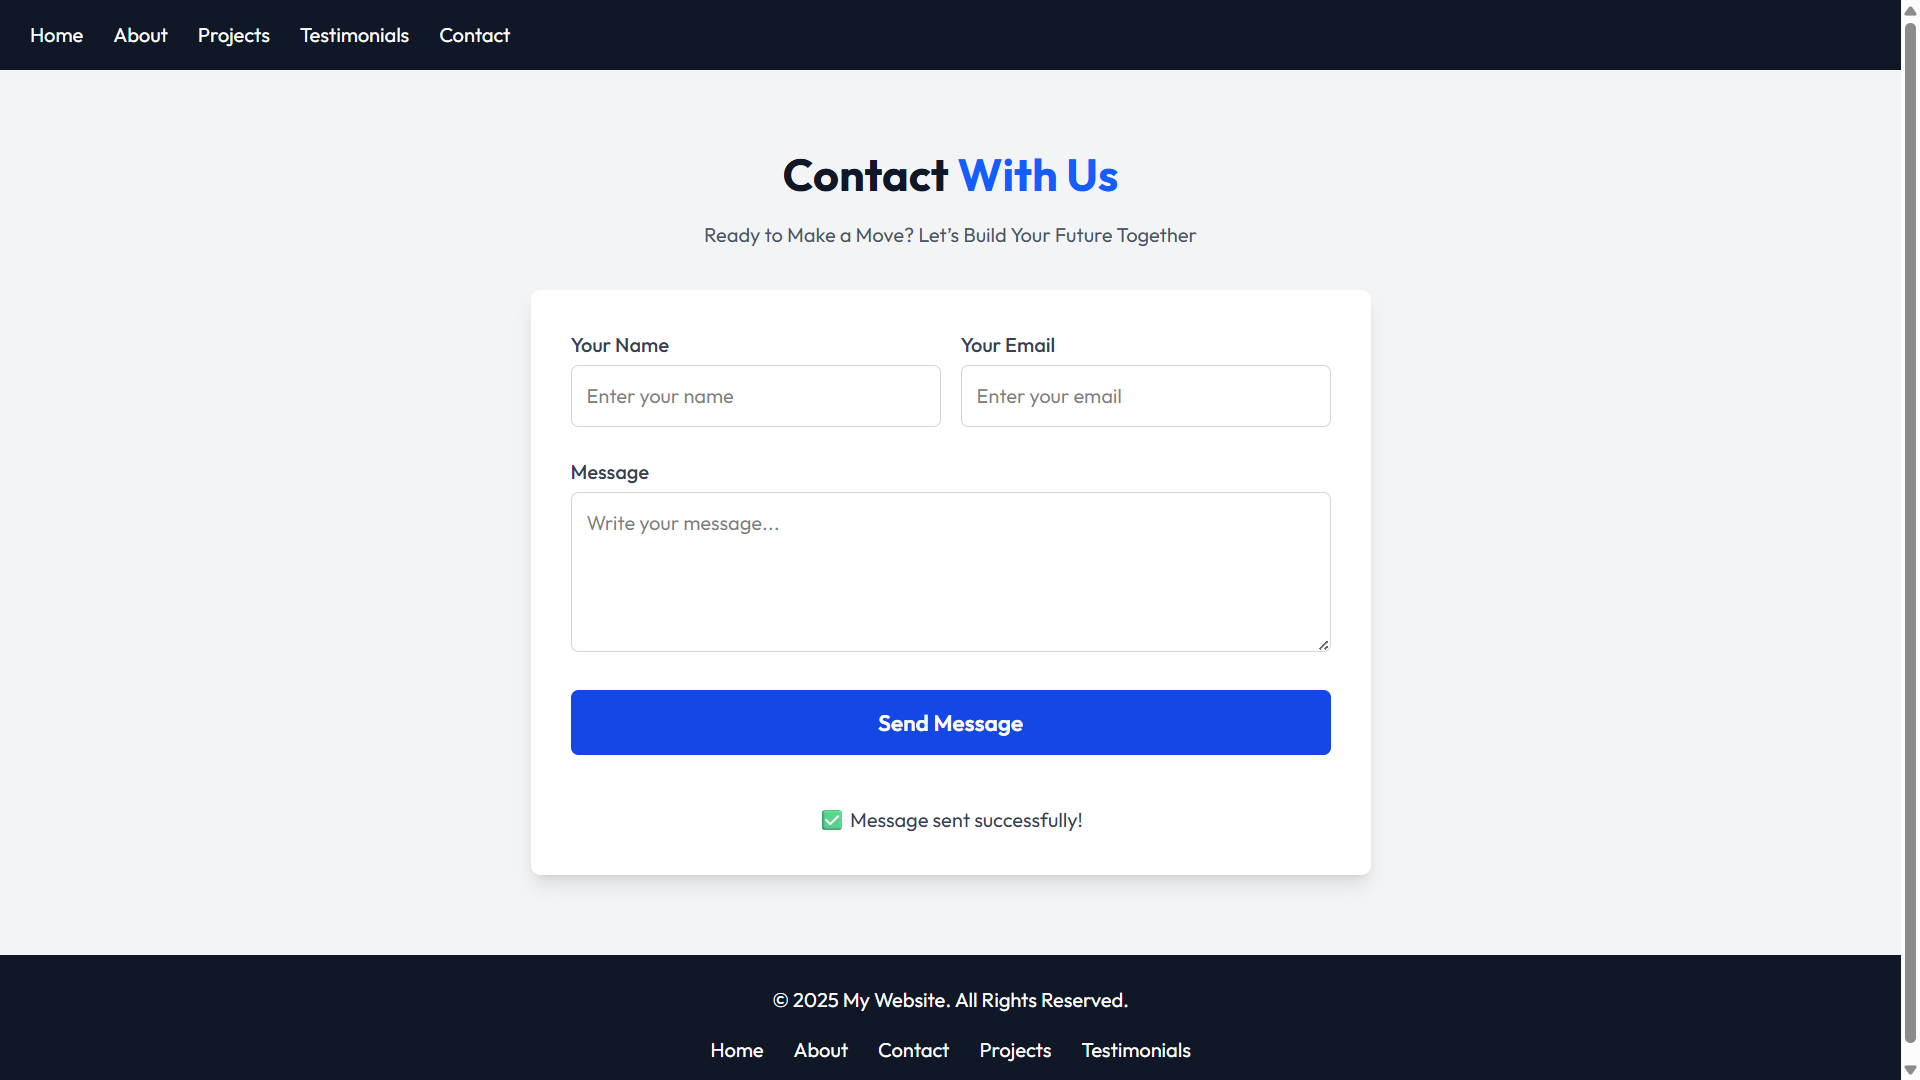 Home About Projects Testimonials Contact
Contact With Us
Ready to Make a Move? Let’s Build Your Future Together
Your Name
Your Email
Enter your name
Enter your email
Message
Write your message...
Send Message
✅ Message sent successfully!
© 2025 My Website. All Rights Reserved.
Home About Contact Projects Testimonials